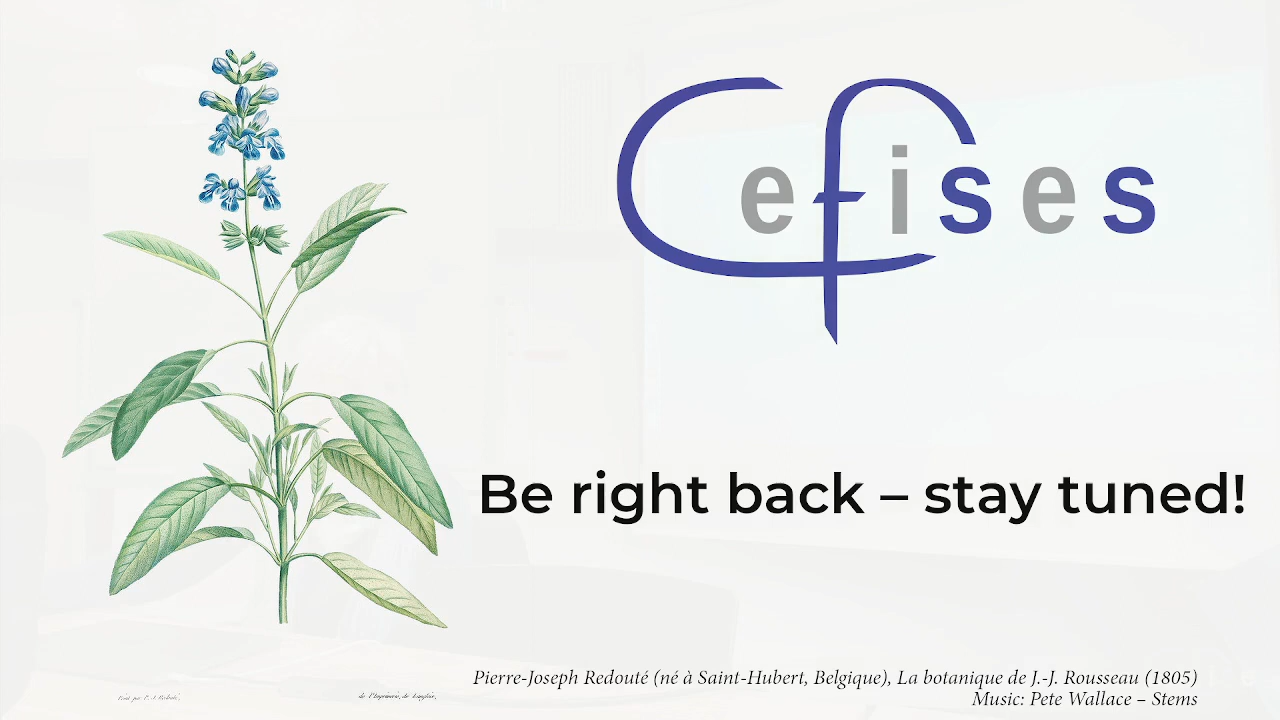 Cefises
Be right back – stay tuned!
Pierre-Joseph Redouté (né à Saint-Hubert, Belgique), La botanique de J.-J. Rousseau (1805)
Music: Pete Wallace – Stems